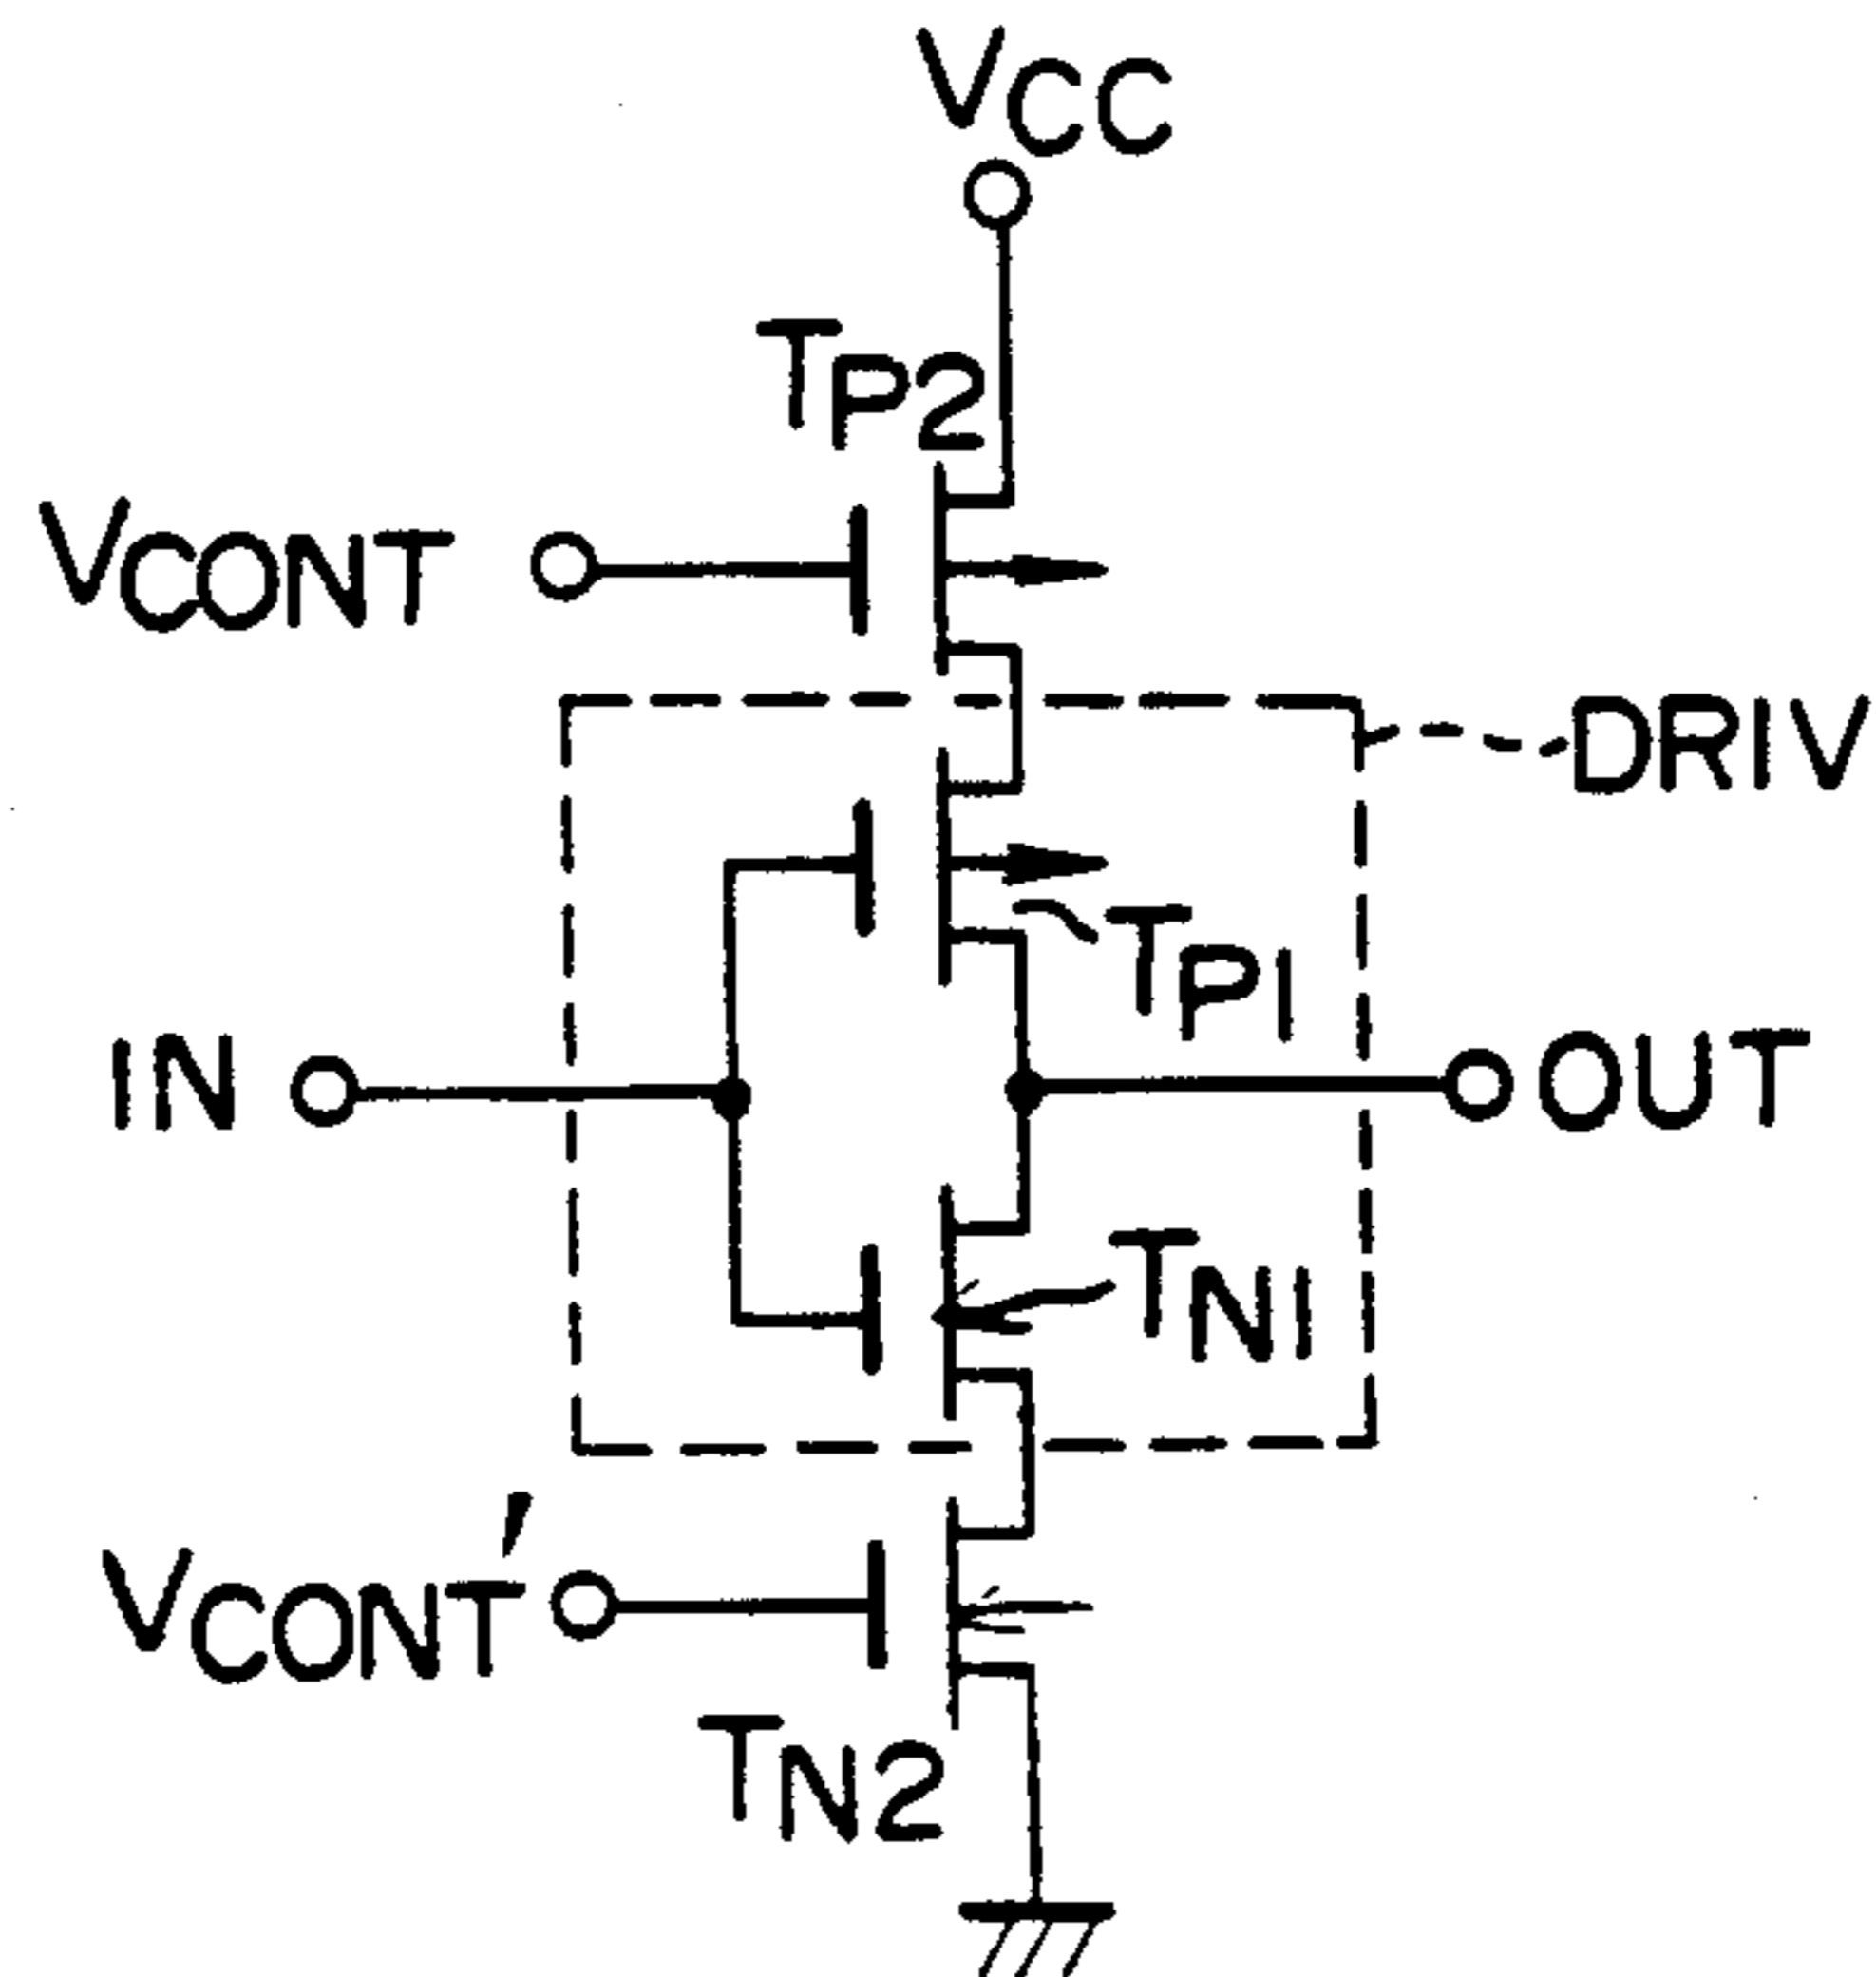 VCC
TP2
VCONT
DRIV
TP1
IN
OUT
TN1
VCONT'
TN2